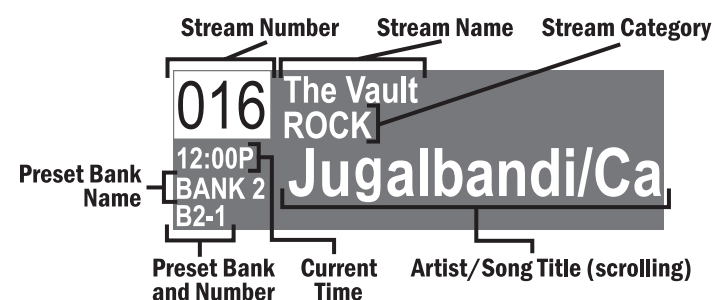 Stream Number Stream Name Stream Category
016
The Vault
ROCK
12:00P
Jugalbandi/Ca
Preset Bank
Name
BANK 2
B2-1
Preset Bank
and Number
Current
Time
Artist/Song Title (scrolling)